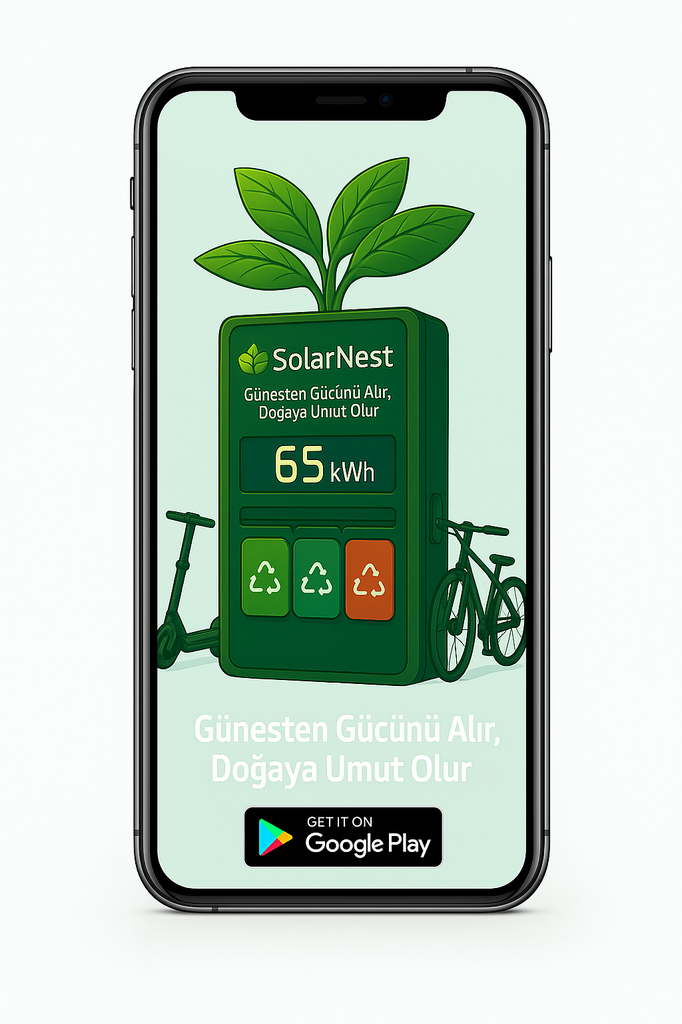 SolarNest
Günesten Gücünü Alır,
Doğaya Umut Olur
65 kWh
Günesten Gücünü Alır,
Doğaya Umut Olur
GET IT ON
Google Play